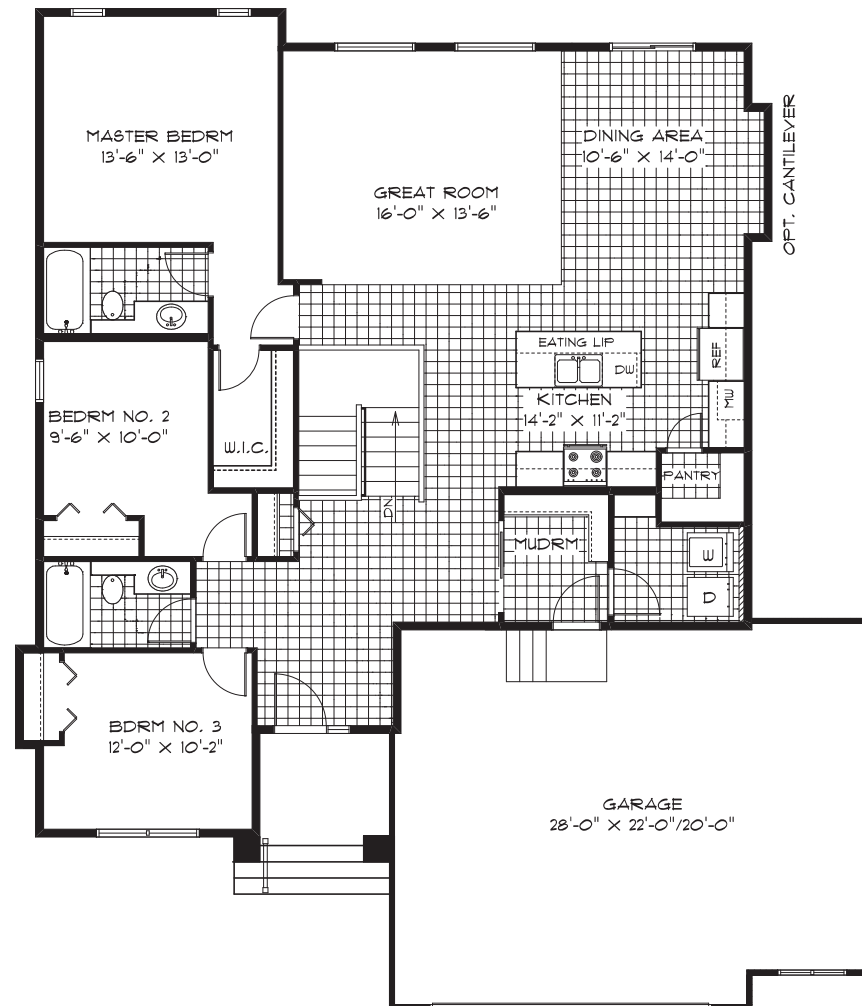 MASTER BEDRM
13'-6" X 13'-0"
DINING AREA
10'-6" X 14'-0"
OPT. CANTILEVER
GREAT ROOM
16'-0" X 13'-6"
EATING LIP
DW
REF
MW
KITCHEN
14'-2" X 11'-2"
BEDRM NO. 2
9'-6" X 10'-0"
W.I.C.
PANTRY
DN
MUDRM
W
D
BDRM NO. 3
12'-0" X 10'-2"
GARAGE
28'-0" X 22'-0"/20'-0"